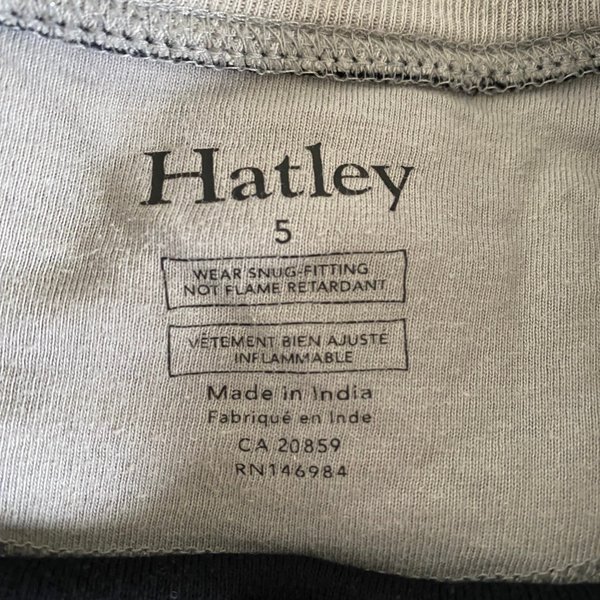 Hatley
5
WEAR SNUG-FITTING
NOT FLAME RETARDANT
VÊTEMENT BIEN AJUSTÉ
INFLAMMABLE
Made in India
Fabriqué en Inde
CA 20859
RN146984